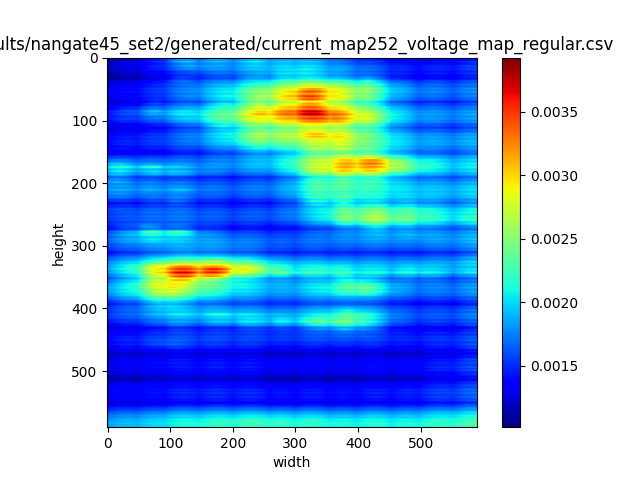 ults/nangate45_set2/generated/current_map252_voltage_map_regular.csv
0
100
200
300
400
500
height
0 100 200 300 400 500
width
0.0035
0.0030
0.0025
0.0020
0.0015